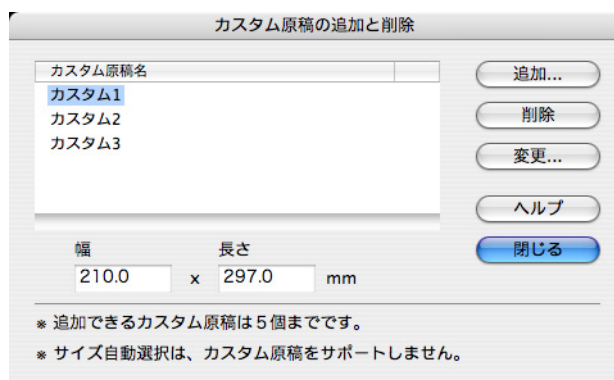 カスタム原稿の追加と削除
カスタム原稿名
カスタム1
カスタム2
カスタム3
追加...
削除
変更...
ヘルプ
閉じる
幅 長さ
210.0 x 297.0 mm
※ 追加できるカスタム原稿は5個までです。
※ サイズ自動選択は、カスタム原稿をサポートしません。